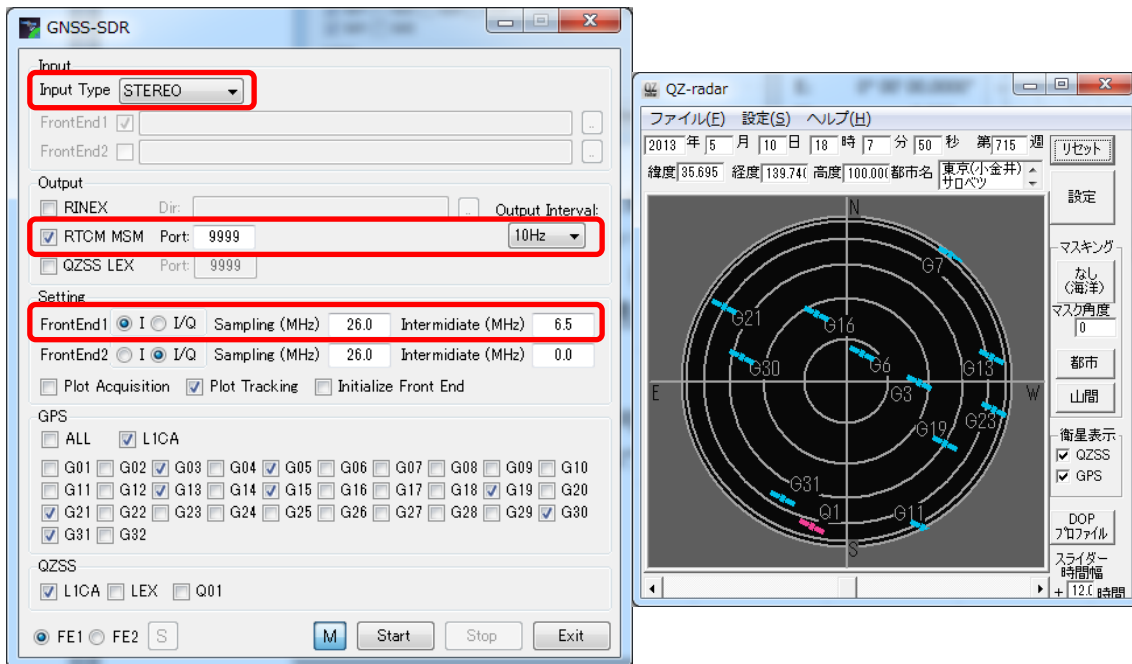 GNSS-SDR
Input
Input Type STEREO
FrontEnd1 ..
FrontEnd2 ..
Output
RINEX Dir: .. Output Interval:
RTCM MSM Port: 9999 10Hz
QZSS LEX Port: 9999
Setting
FrontEnd1 I I/Q Sampling (MHz) 26.0 Intermidiate (MHz) 6.5
FrontEnd2 I I/Q Sampling (MHz) 26.0 Intermidiate (MHz) 0.0
Plot Acquisition Plot Tracking Initialize Front End
GPS
ALL L1CA
G01 G02 G03 G04 G05 G06 G07 G08 G09 G10
G11 G12 G13 G14 G15 G16 G17 G18 G19 G20
G21 G22 G23 G24 G25 G26 G27 G28 G29 G30
G31 G32
QZSS
L1CA LEX Q01
FE1 FE2 S M Start Stop Exit
QZ QZ-radar
ファイル(F) 設定(S) ヘルプ(H)
2013 年 5 月 10 日 18 時 7 分 50 秒 第 715 週
緯度 35.695 経度 139.74( 高度 100.00( 都市名 東京(小金井)
サロベツ
リセット
設定
マスキング
なし
(海洋)
マスク角度
0
都市
山間
衛星表示
QZSS
GPS
DOP
プロファイル
スライダー
時間幅
+ 12.( 時間
N
G7
G21
G16
G30
G6
G13
E
G3
W
G19
G23
G31
Q1
G11
S